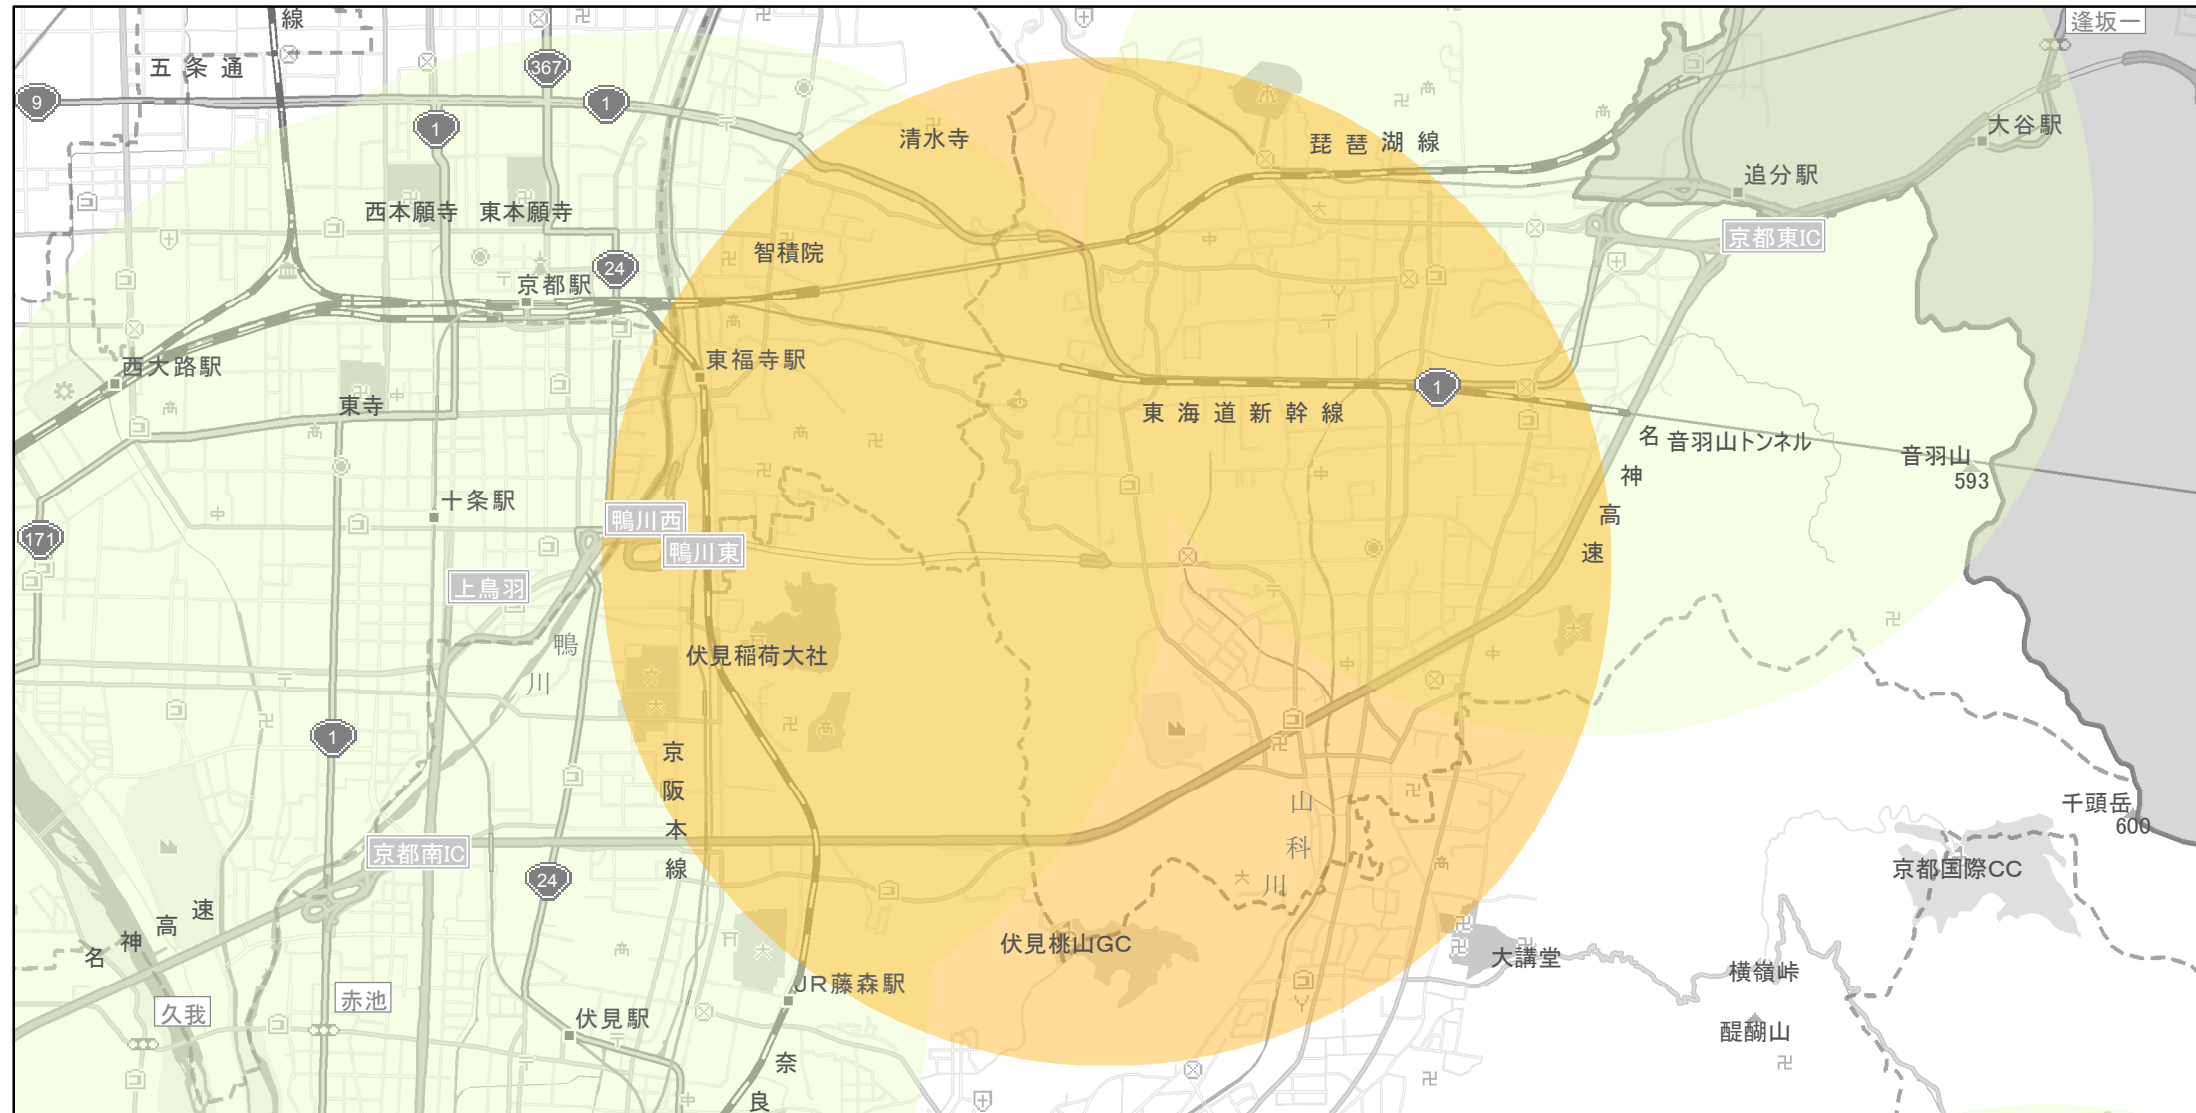 線
逢坂一
五条通
367
9
1
1
清水寺
琵琶湖線
大谷駅
追分駅
西本願寺
東本願寺
京都東IC
智積院
24
京都駅
東福寺駅
西大路駅
1
東寺
東海道新幹線
名神高速
音羽山トンネル
音羽山
593
十条駅
鴨川西
171
鴨川東
上鳥羽
鴨川
伏見稲荷大社
1
京阪本線
山科川
千頭岳
600
京都南IC
24
京都国際CC
名神高速
伏見桃山GC
大講堂
横嶺峠
JR藤森駅
赤池
久我
伏見駅
醍醐山
奈良